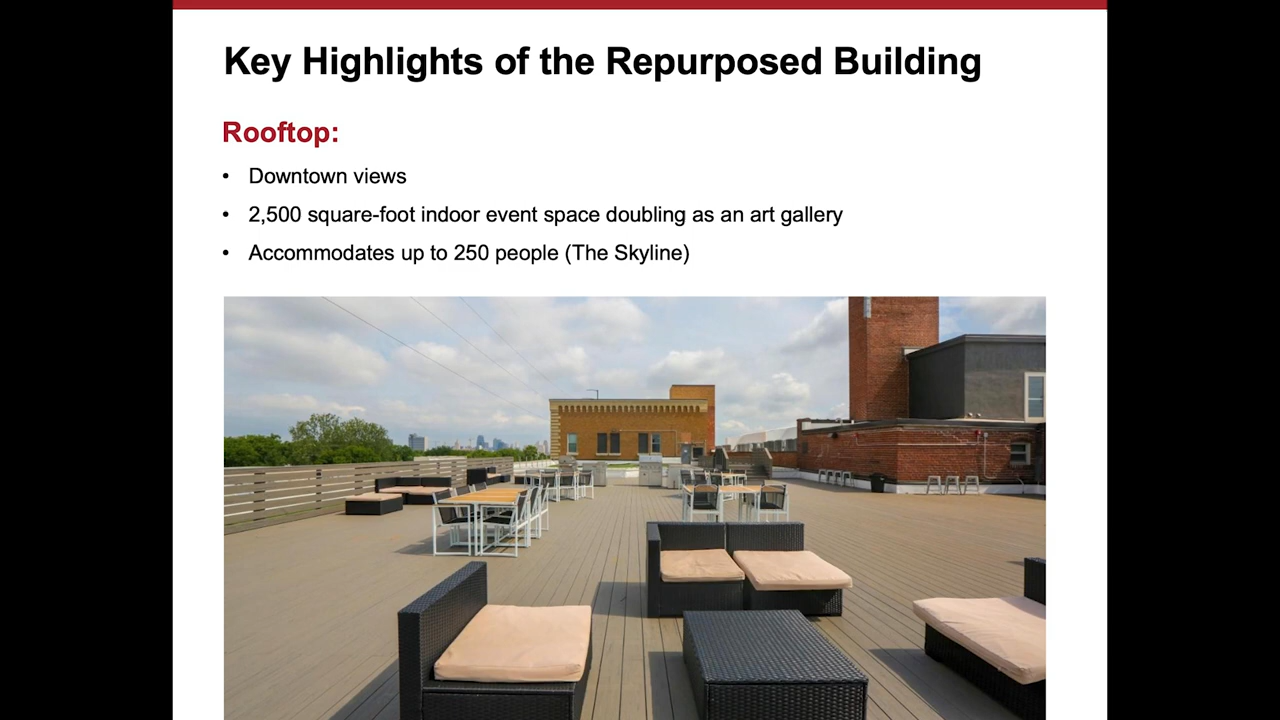 Key Highlights of the Repurposed Building
Rooftop:
• Downtown views
• 2,500 square-foot indoor event space doubling as an art gallery
• Accommodates up to 250 people (The Skyline)